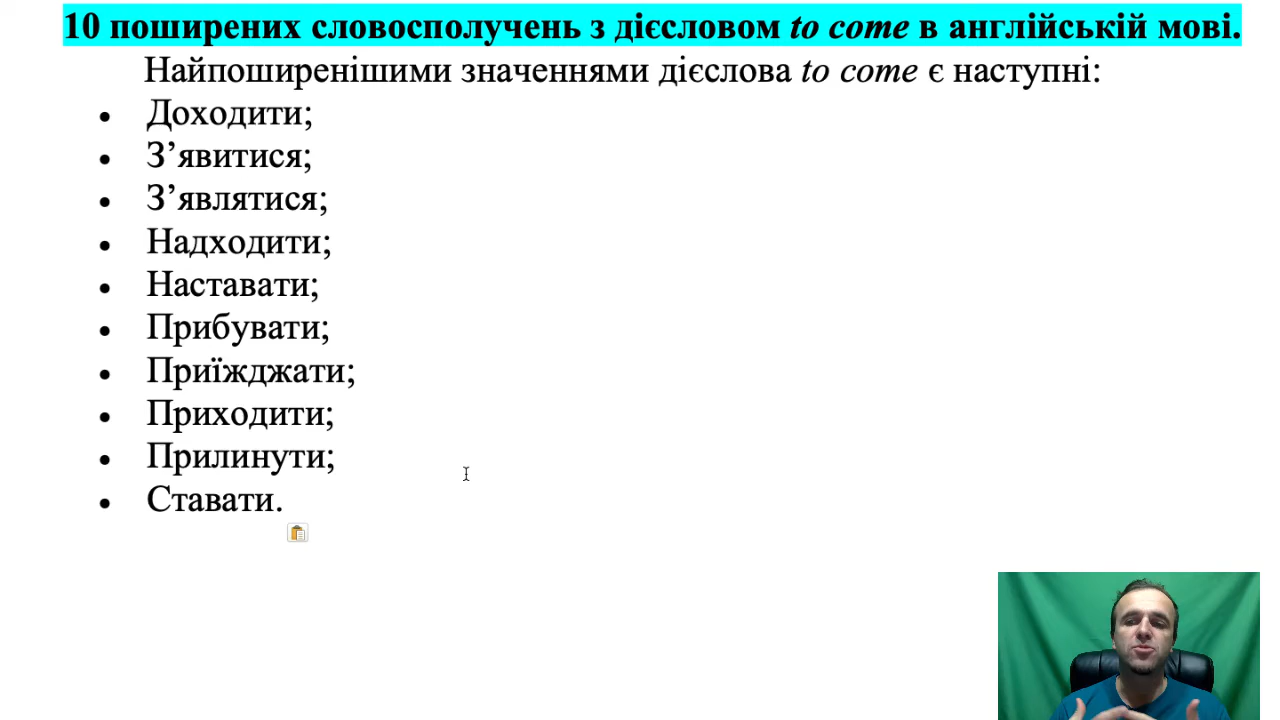 10 поширених словосполучень з дієсловом to come в англійській мові.
Найпоширенішими значеннями дієслова to come є наступні:
• Доходити;
• З’явитися;
• З’являтися;
• Надходити;
• Наставати;
• Прибувати;
• Приїжджати;
• Приходити;
• Прилинути;
• Ставати.